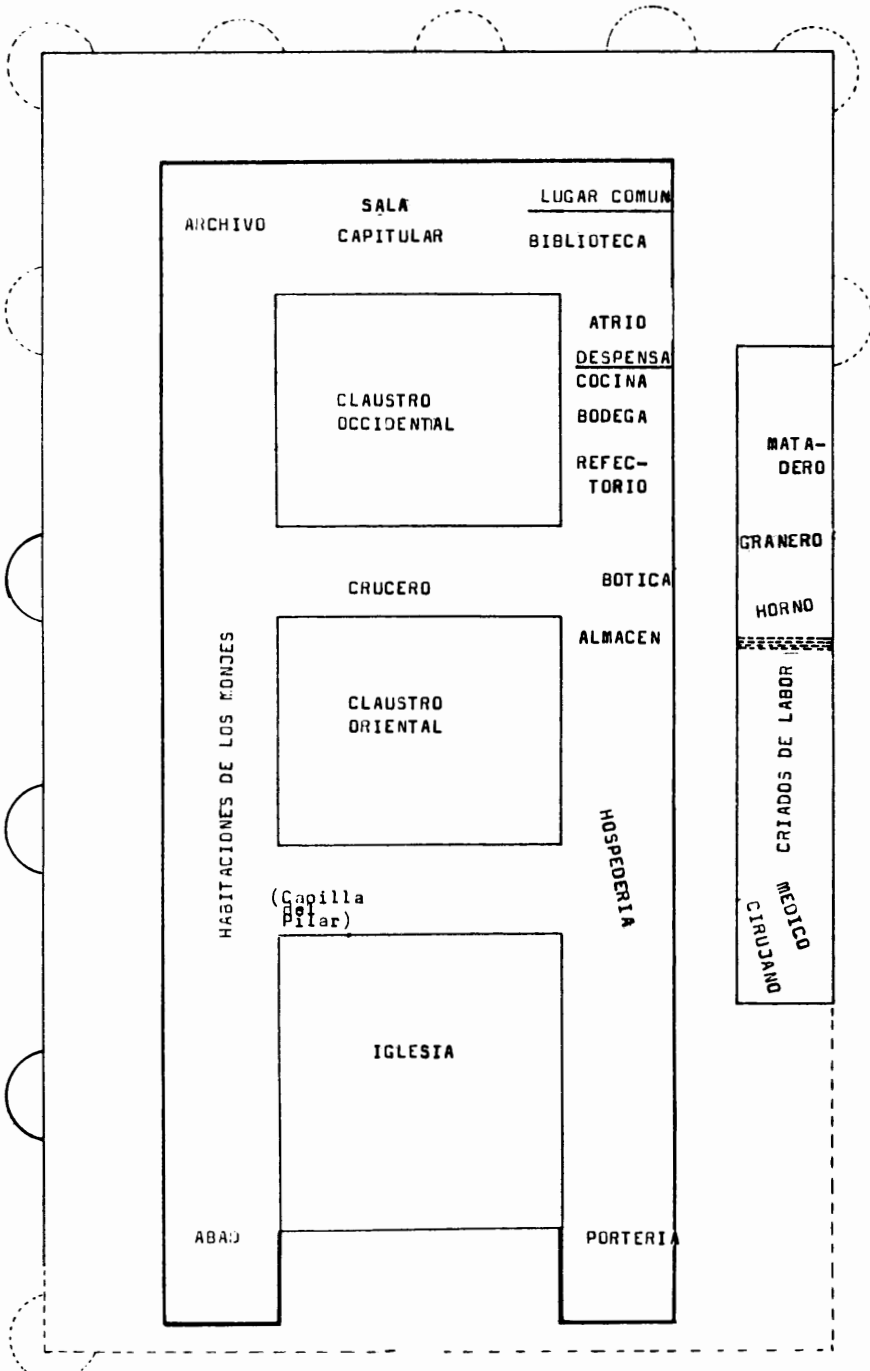 LUGAR COMUN
SALA
CAPITULAR
ARCHIVO
BIBLIOTECA
ATRIO
DESPENSA
COCINA
CLAUSTRO
OCCIDENTAL
BODEGA
REFEC-
TORIO
MATA-
DERO
GRANERO
CRUCERO
BOTICA
HORNO
ALMACEN
HABITACIONES DE LOS MONJES
CLAUSTRO
ORIENTAL
CRIADOS DE LABOR
HOSPEDERIA
MEDICO
CIRUJANO
(Capilla
del
Pilar)
IGLESIA
ABAD
PORTERIA